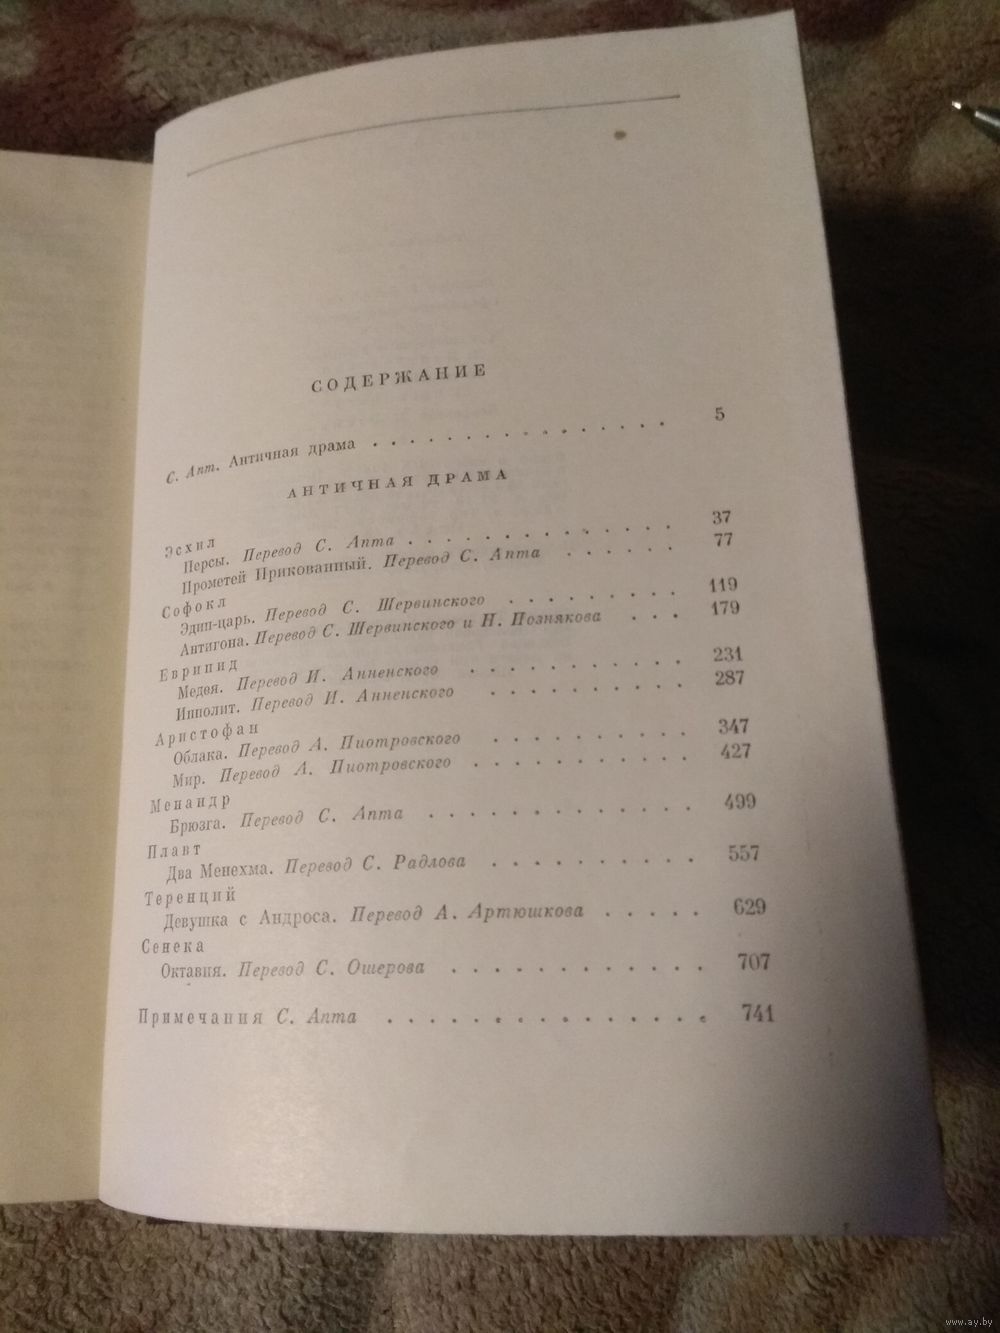 СОДЕРЖАНИЕ
С. Апт. Античная драма . . . . . . . . . . . . . . . . 5
АНТИЧНАЯ ДРАМА
Эсхил
Персы. Перевод С. Апта . . . . . . . . . . . . . . 37
Прометей Прикованный. Перевод С. Апта . . . . . . 77
Софокл
Эдип-царь. Перевод С. Шервинского . . . . . . . . . 119
Антигона. Перевод С. Шервинского и Н. Познякова . . . 179
Еврипид
Медея. Перевод И. Анненского . . . . . . . . . . 231
Ипполит. Перевод И. Анненского . . . . . . . . . 287
Аристофан
Облака. Перевод А. Пиотровского . . . . . . . . . 347
Мир. Перевод А. Пиотровского . . . . . . . . . . 427
Менандр
Брюзга. Перевод С. Апта . . . . . . . . . . . . 499
Плавт
Два Менехма. Перевод С. Радлова . . . . . . . . . 557
Теренций
Девушка с Андроса. Перевод А. Артюшкова . . . . . 629
Сенека
Октавия. Перевод С. Ошерова . . . . . . . . . . . . 707
Примечания С. Апта . . . . . . . . . . . . . . . 741
www.ay.by